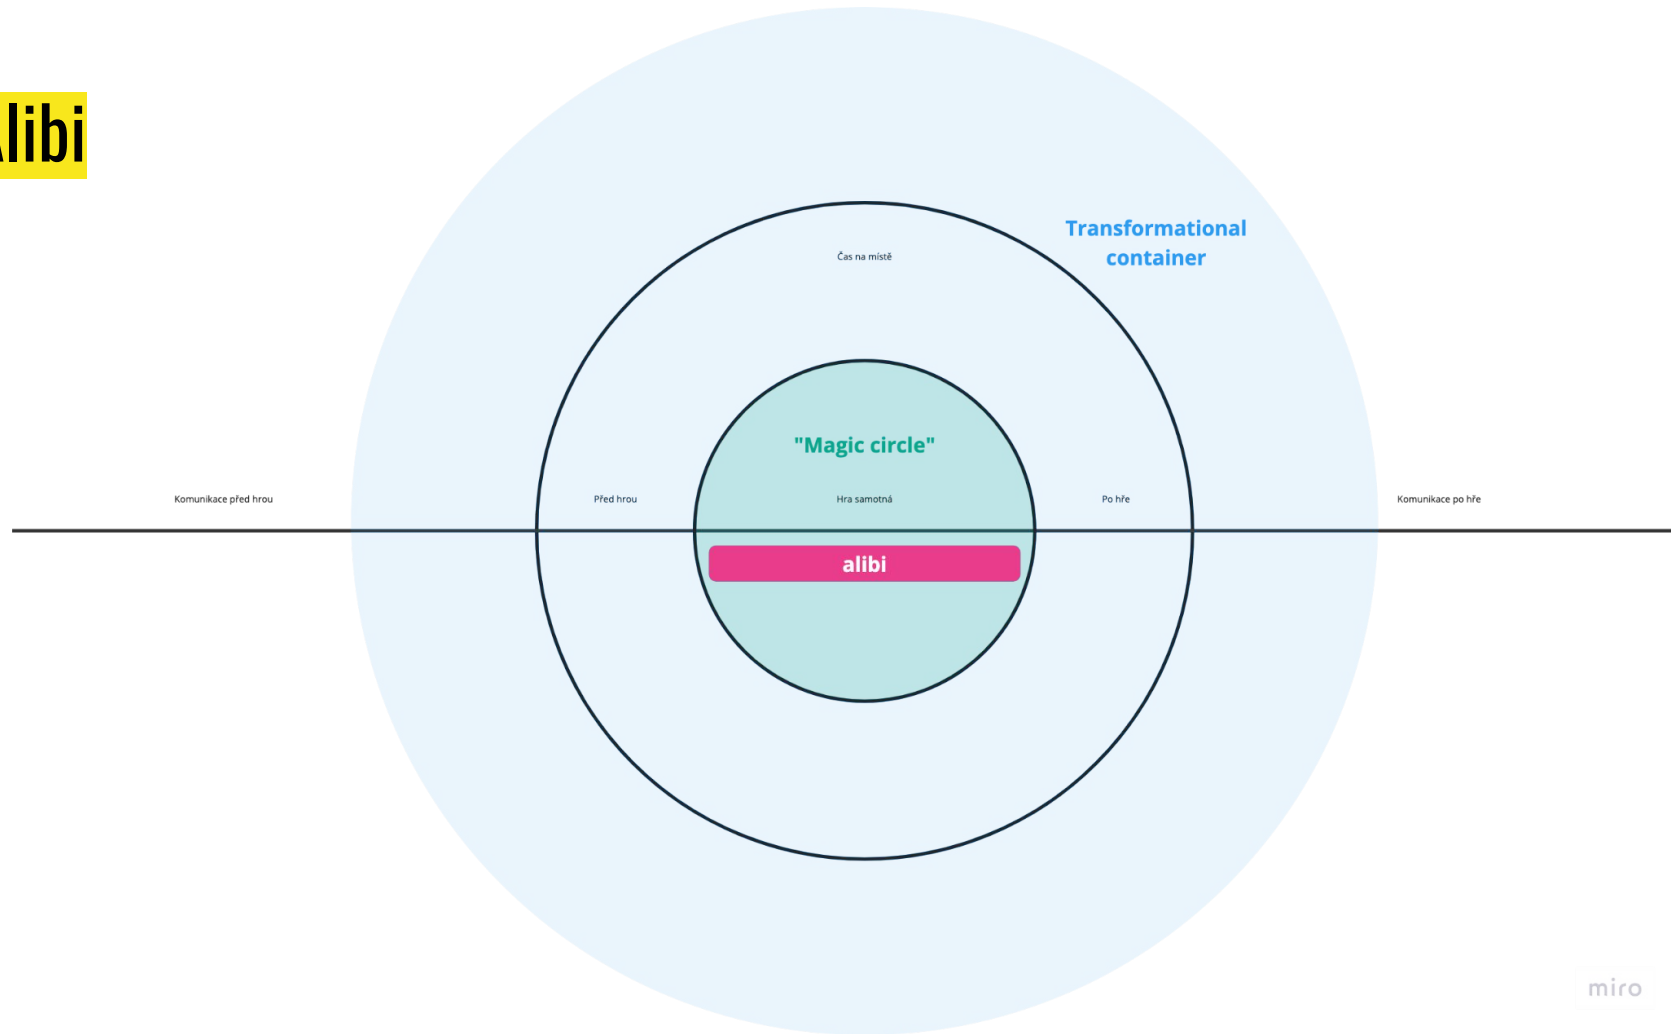 Alibi
Transformational
container
Čas na místě
"Magic circle"
Komunikace před hrou
Před hrou
Hra samotná
Po hře
Komunikace po hře
alibi
miro